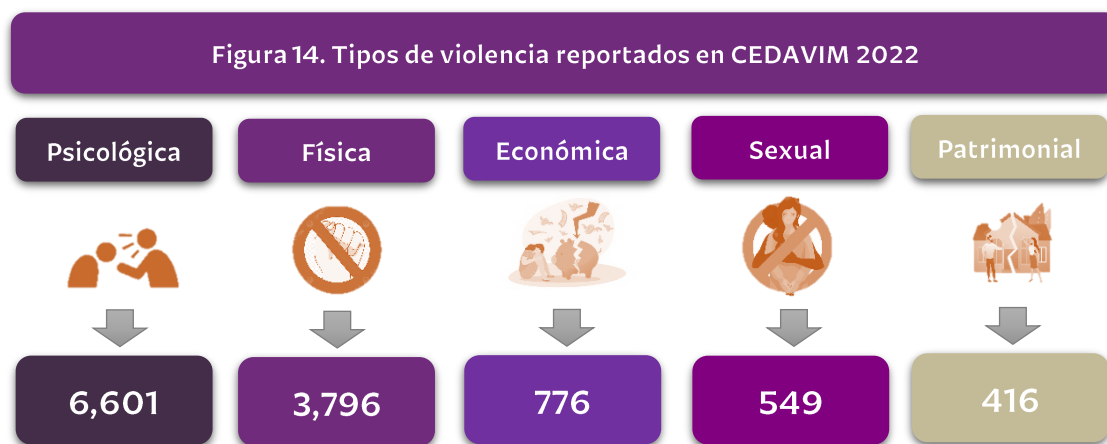 Figura 14. Tipos de violencia reportados en CEDAVIM 2022
Psicológica
Física
Económica
Sexual
Patrimonial
6,601
3,796
776
549
416